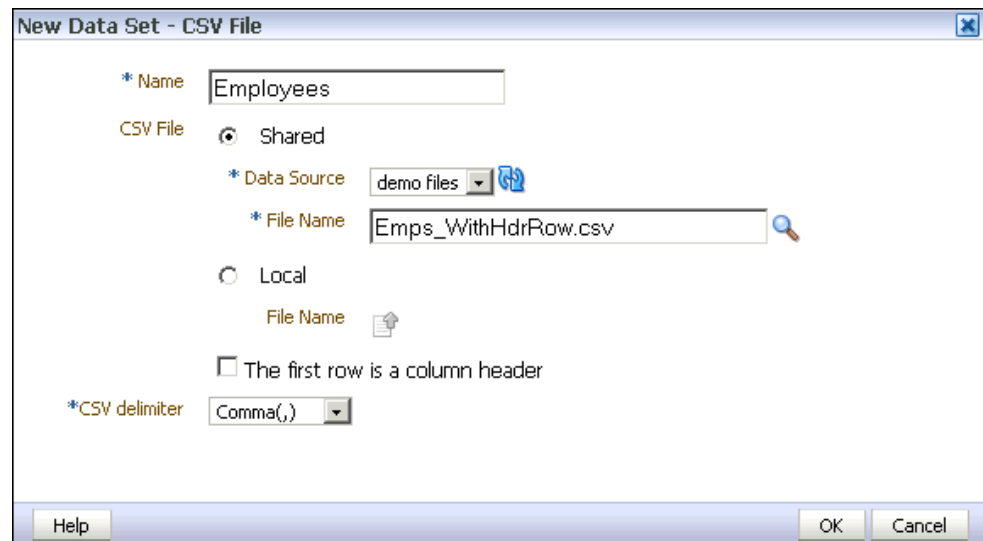 New Data Set - CSV File
* Name Employees
CSV File Shared
* Data Source demo files
* File Name Emps_WithHdrRow.csv
Local
File Name
The first row is a column header
*CSV delimiter Comma(,)
Help OK Cancel